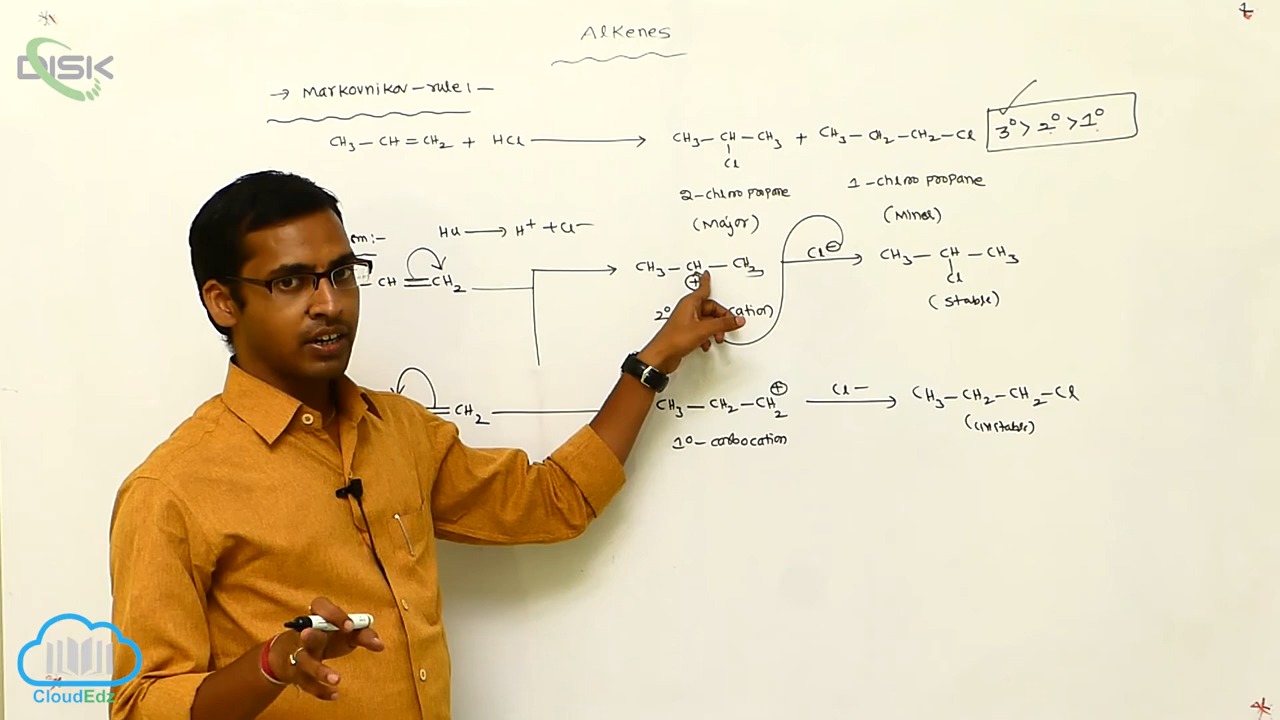 DISK
Alkenes
→ Markovnikov-rule: -
CH3 - CH = CH2 + HCl → CH3 - CH - CH3 + CH3 - CH2 - CH2 - Cl
Cl
3° > 2° > 1°
2-chloro propane
1-chloro propane
(Major)
(Minor)
m:-
HCl → H+ + Cl-
CH = CH2
CH3 - CH - CH2
+
Cl⊖
CH3 - CH - CH3
Cl
2°
cation)
(stable)
= CH2
CH3 - CH2 - CH2
+
Cl-
CH3 - CH2 - CH2 - Cl
1° - carbocation
(unstable)
CloudEdz